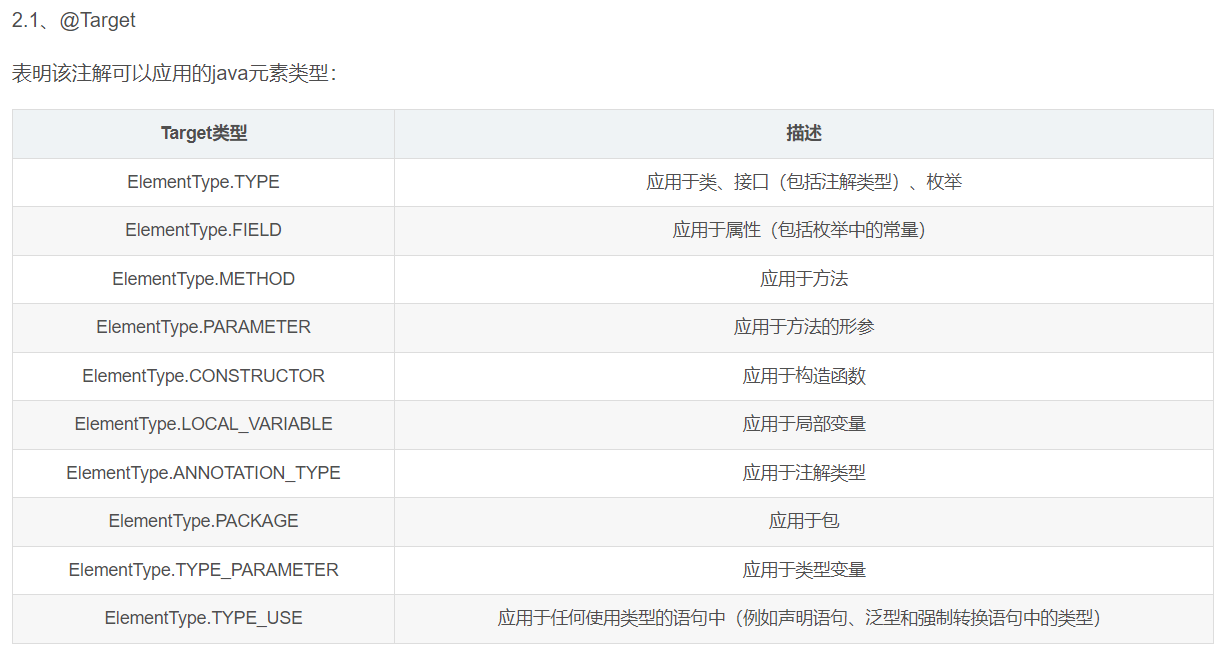 2.1、@Target
表明该注解可以应用的java元素类型：
Target类型 描述
ElementType.TYPE 应用于类、接口（包括注解类型）、枚举
ElementType.FIELD 应用于属性（包括枚举中的常量）
ElementType.METHOD 应用于方法
ElementType.PARAMETER 应用于方法的形参
ElementType.CONSTRUCTOR 应用于构造函数
ElementType.LOCAL_VARIABLE 应用于局部变量
ElementType.ANNOTATION_TYPE 应用于注解类型
ElementType.PACKAGE 应用于包
ElementType.TYPE_PARAMETER 应用于类型变量
ElementType.TYPE_USE 应用于任何使用类型的语句中（例如声明语句、泛型和强制转换语句中的类型）